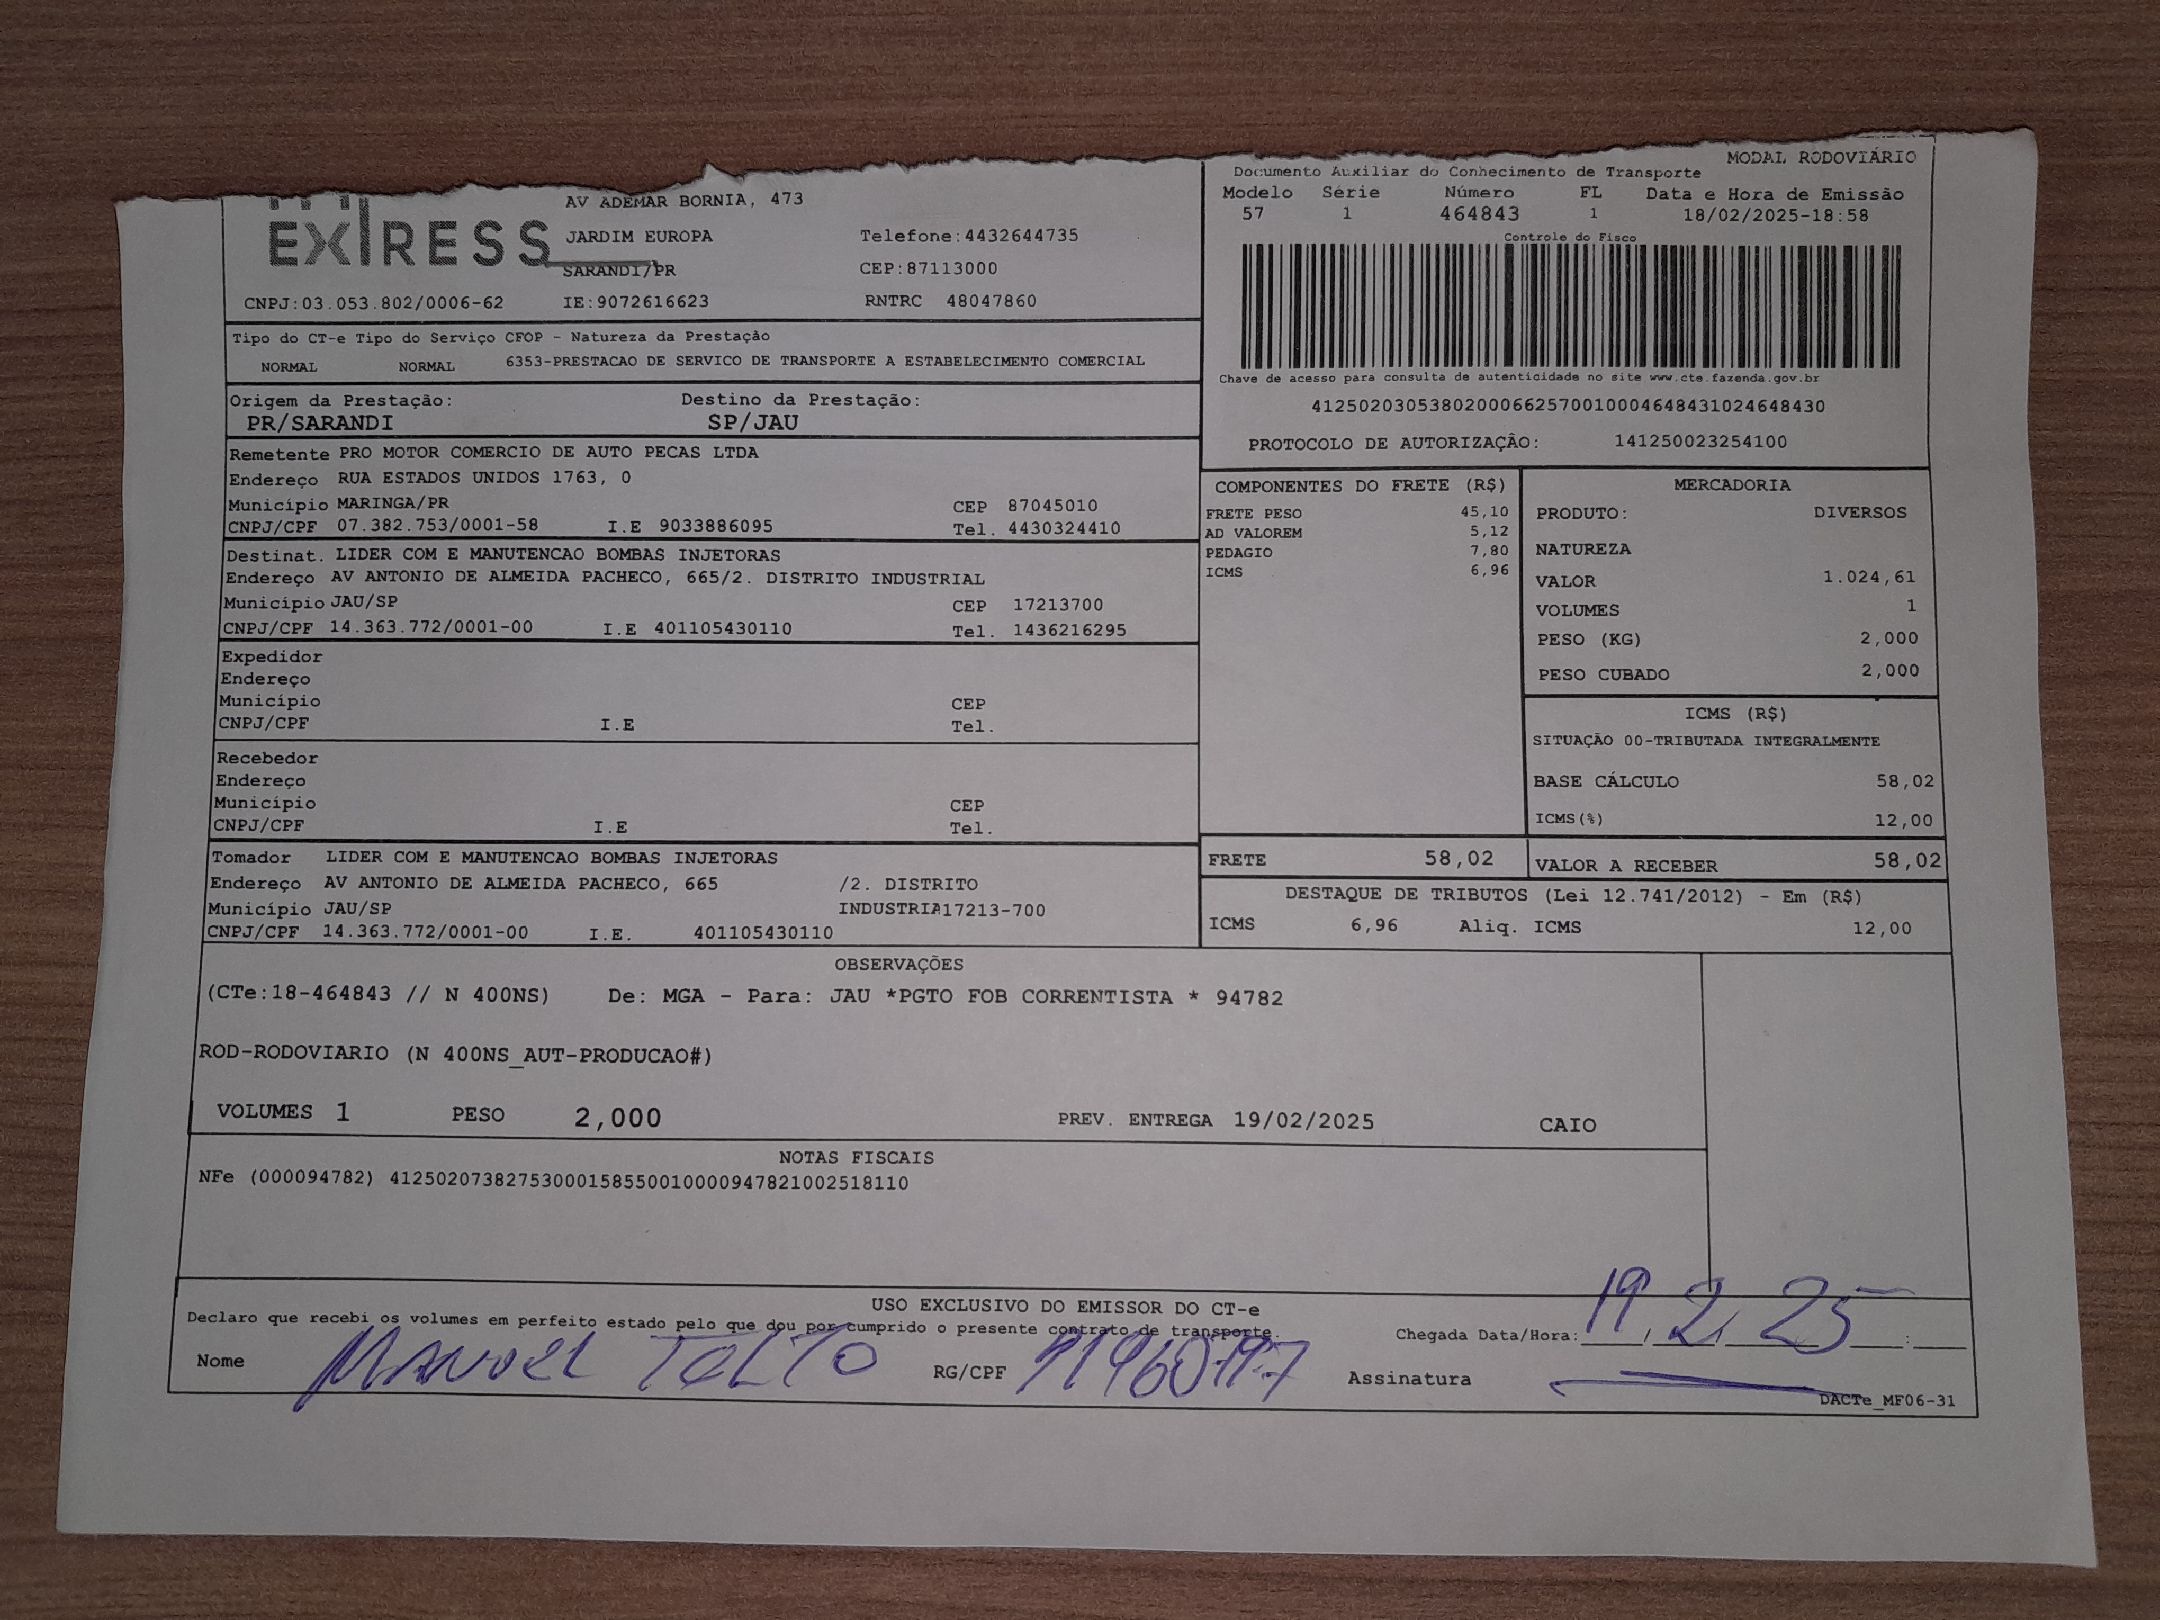 MODAL RODOVIÁRIO
Documento Auxiliar do Conhecimento de Transporte
Modelo Série Número FL Data e Hora de Emissão
57 1 464843 1 18/02/2025-18:58
Controle do Fisco
Chave de acesso para consulta de autenticidade no site www.cte.fazenda.gov.br
41250203053802000662570010004648431024648430
PROTOCOLO DE AUTORIZAÇÃO: 141250023254100
EXPRESS
AV ADEMAR BORNIA, 473
JARDIM EUROPA Telefone:4432644735
SARANDI/PR CEP:87113000
CNPJ:03.053.802/0006-62 IE:9072616623 RNTRC 48047860
Tipo do CT-e Tipo do Serviço CFOP - Natureza da Prestação
NORMAL NORMAL 6353-PRESTACAO DE SERVICO DE TRANSPORTE A ESTABELECIMENTO COMERCIAL
Origem da Prestação: Destino da Prestação:
PR/SARANDI SP/JAU
Remetente PRO MOTOR COMERCIO DE AUTO PECAS LTDA
Endereço RUA ESTADOS UNIDOS 1763, 0
Município MARINGA/PR CEP 87045010
CNPJ/CPF 07.382.753/0001-58 I.E 9033886095 Tel. 4430324410
Destinat. LIDER COM E MANUTENCAO BOMBAS INJETORAS
Endereço AV ANTONIO DE ALMEIDA PACHECO, 665/2. DISTRITO INDUSTRIAL
Município JAU/SP CEP 17213700
CNPJ/CPF 14.363.772/0001-00 I.E 401105430110 Tel. 1436216295
Expedidor
Endereço
Município CEP
CNPJ/CPF I.E Tel.
Recebedor
Endereço
Município CEP
CNPJ/CPF I.E Tel.
Tomador LIDER COM E MANUTENCAO BOMBAS INJETORAS
Endereço AV ANTONIO DE ALMEIDA PACHECO, 665 /2. DISTRITO
Município JAU/SP INDUSTRIA17213-700
CNPJ/CPF 14.363.772/0001-00 I.E. 401105430110
COMPONENTES DO FRETE (R$)
FRETE PESO 45,10
AD VALOREM 5,12
PEDAGIO 7,80
ICMS 6,96
MERCADORIA
PRODUTO: DIVERSOS
NATUREZA
VALOR 1.024,61
VOLUMES 1
PESO (KG) 2,000
PESO CUBADO 2,000
ICMS (R$)
SITUAÇÃO 00-TRIBUTADA INTEGRALMENTE
BASE CÁLCULO 58,02
ICMS(%) 12,00
FRETE 58,02 VALOR A RECEBER 58,02
DESTAQUE DE TRIBUTOS (Lei 12.741/2012) - Em (R$)
ICMS 6,96 Aliq. ICMS 12,00
OBSERVAÇÕES
(CTe:18-464843 // N 400NS) De: MGA - Para: JAU *PGTO FOB CORRENTISTA * 94782
ROD-RODOVIARIO (N 400NS_AUT-PRODUCAO#)
VOLUMES 1 PESO 2,000 PREV. ENTREGA 19/02/2025 CAIO
NOTAS FISCAIS
NFe (000094782) 41250207382753000158550010000947821002518110
USO EXCLUSIVO DO EMISSOR DO CT-e
Declaro que recebi os volumes em perfeito estado pelo que dou por cumprido o presente contrato de transporte.
Chegada Data/Hora: 19 / 2 / 25 :
Nome MANOEL RG/CPF Assinatura
DACTe_MF06-31